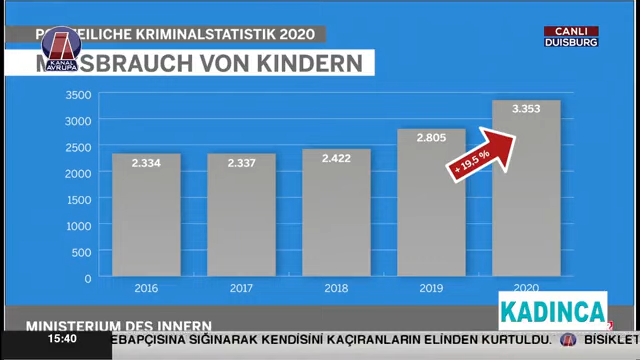 KRIMINALSTATISTIK 2020
VON KINDERN
KANAL
AVRUPA
CANLI
DUISBURG
3500
3000
2500
2000
1500
1000
500
0
2.334
2.337
2.422
2.805
3.353
+ 19,5 %
2016
2017
2018
2019
2020
KADINCA
MINISTERIUM DES INNERN
15:40
EBAPÇISINA SIĞINARAK KENDİSİNİ KAÇIRANLARIN ELİNDEN KURTULDU.
BİSİKLET